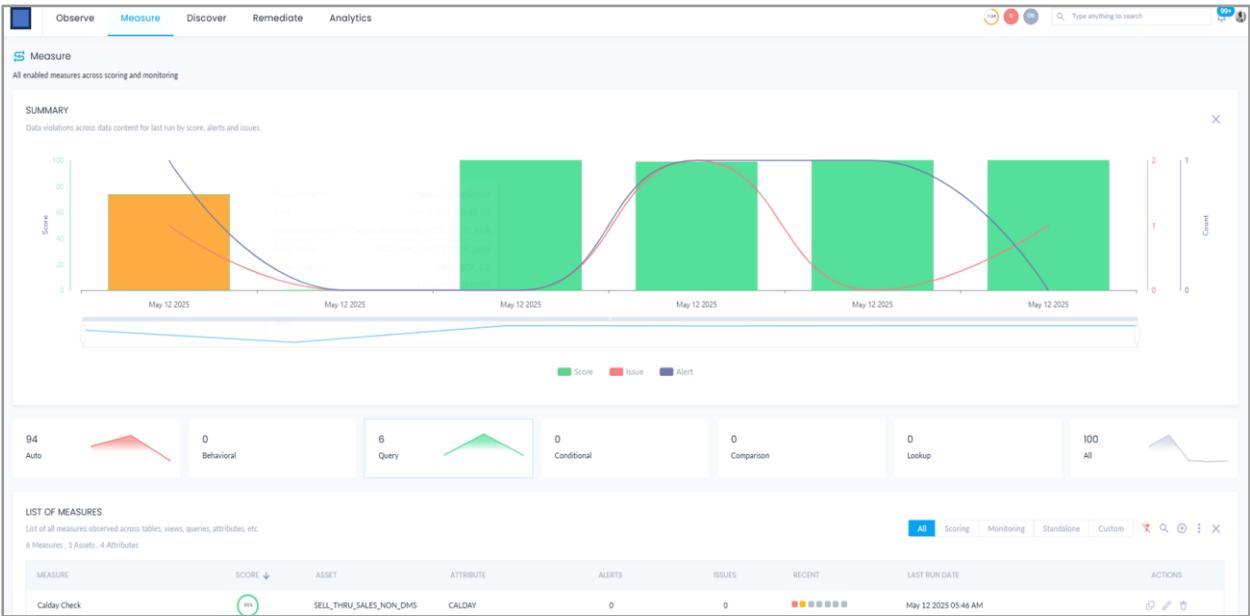 Observe Measure Discover Remediate Analytics
Type anything to search
99+
Measure
All enabled measures across scoring and monitoring
SUMMARY
Data violations across data content for last run by score, alerts and issues.
100
80
60
40
20
0
Score
2
1
0
1
0
Count
May 12 2025 May 12 2025 May 12 2025 May 12 2025 May 12 2025 May 12 2025
Score Issue Alert
94 0 6 0 0 0 100
Auto Behavioral Query Conditional Comparison Lookup All
LIST OF MEASURES
List of all measures observed across tables, views, queries, attributes, etc.
6 Measures , 1 Assets , 4 Attributes
All Scoring Monitoring Standalone Custom
MEASURE SCORE ASSET ATTRIBUTE ALERTS ISSUES RECENT LAST RUN DATE ACTIONS
Calday Check SELL_THRU_SALES_NON_DMS CALDAY 0 0 May 12 2025 05:46 AM